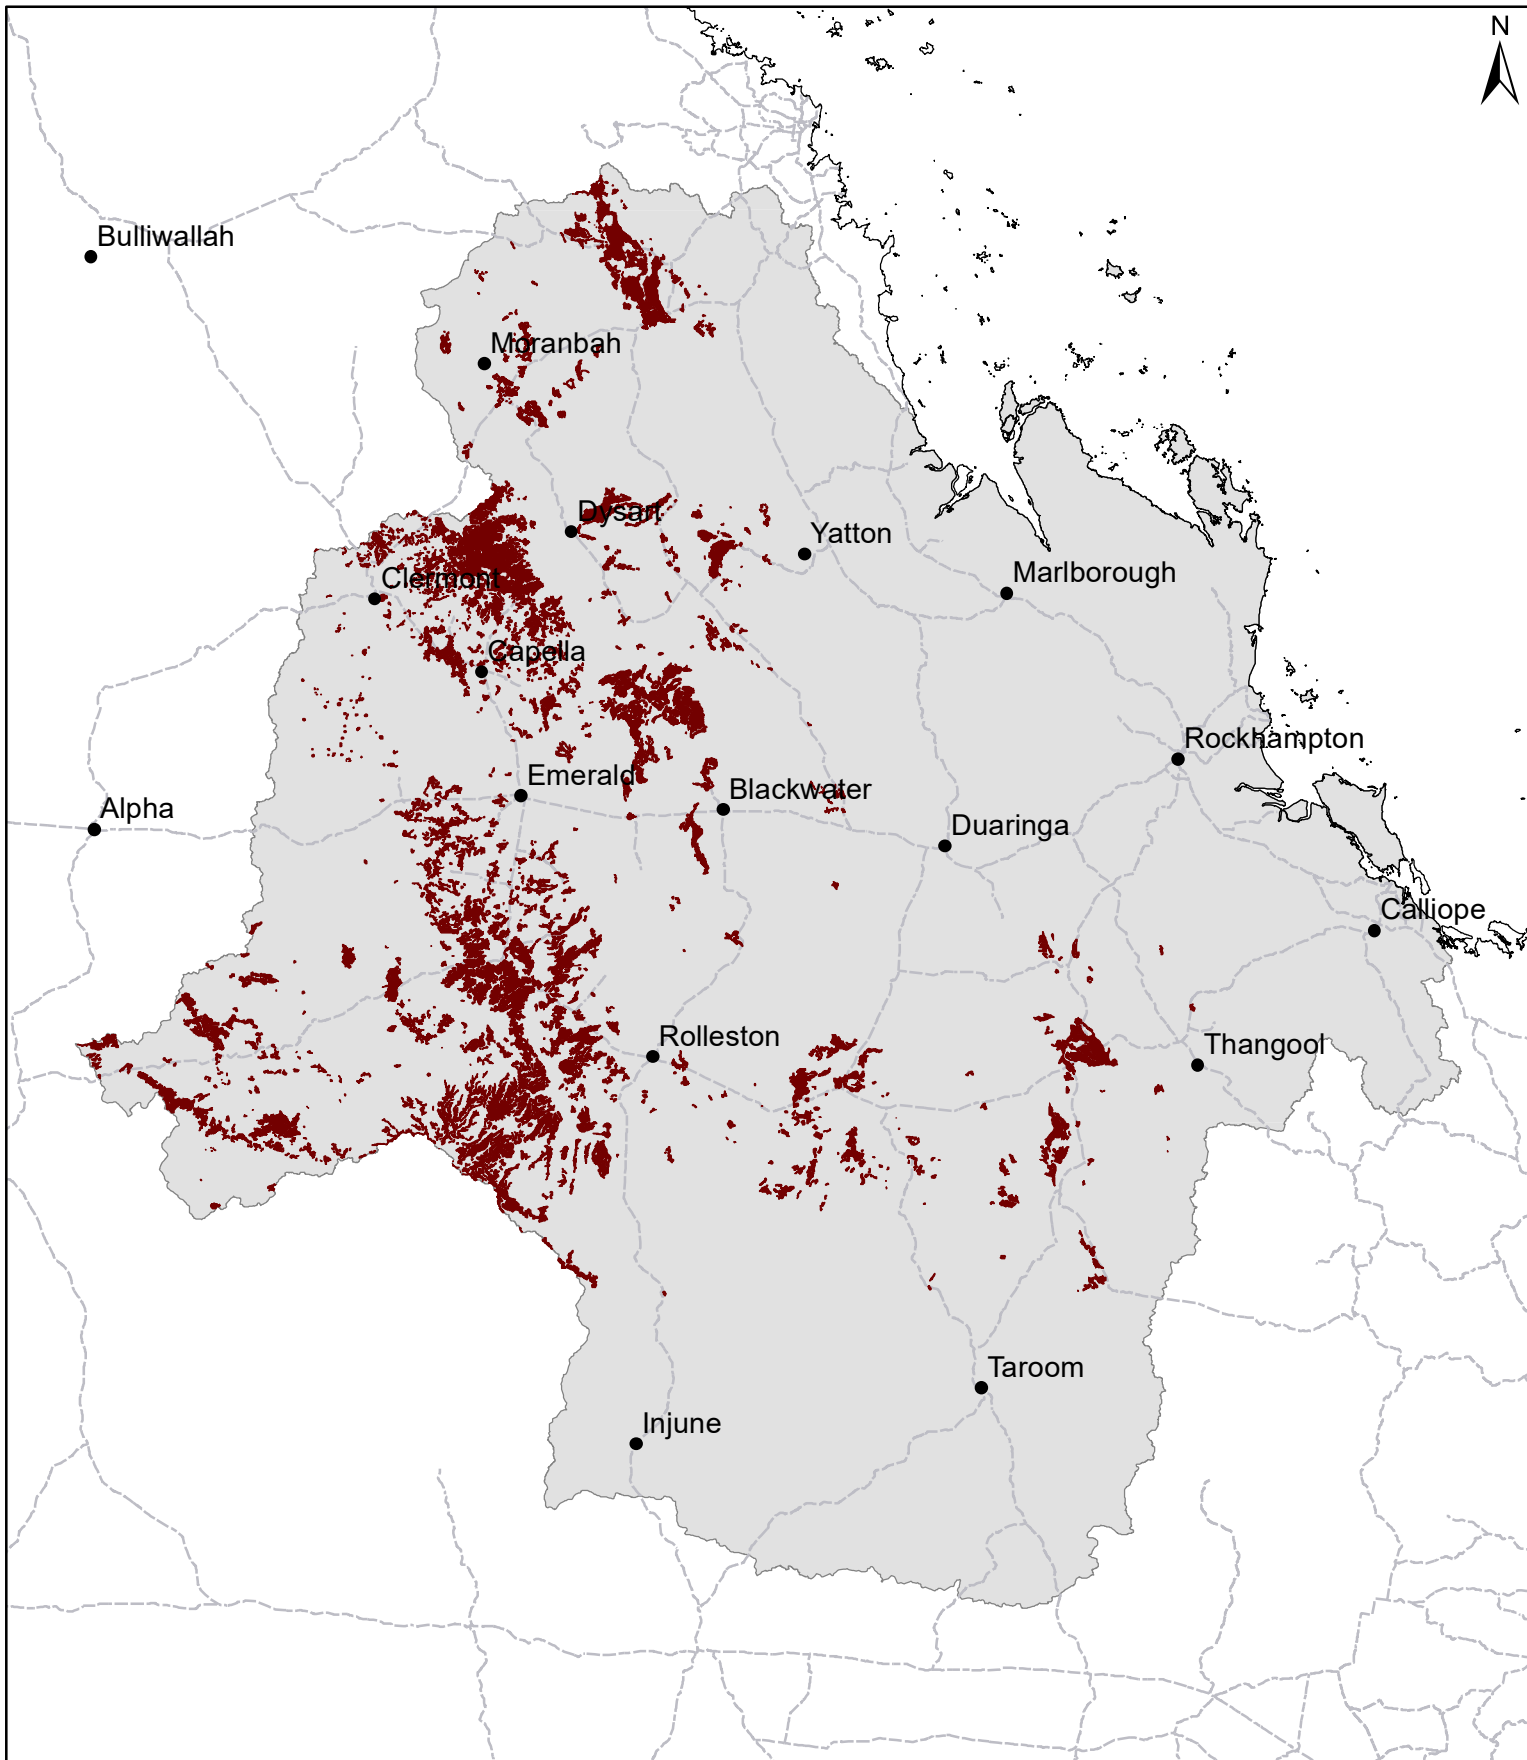 N
Bulliwallah
Moranbah
Dysart
Yatton
Clermont
Marlborough
Capella
Rockhampton
Emerald
Blackwater
Alpha
Duaringa
Calliope
Rolleston
Thangool
Taroom
Injune